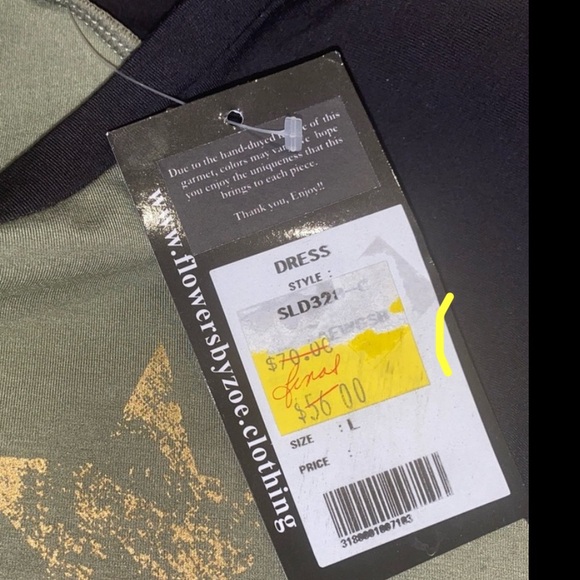 Due to the hand-dyed of this
garment, colors may hope
you enjoy the uniqueness that this
brings to each piece.
Thank you, Enjoy!!
www.flowersbyzoe.clothing
DRESS
STYLE :
$70.00
final
$56.00
SIZE : L
PRICE :